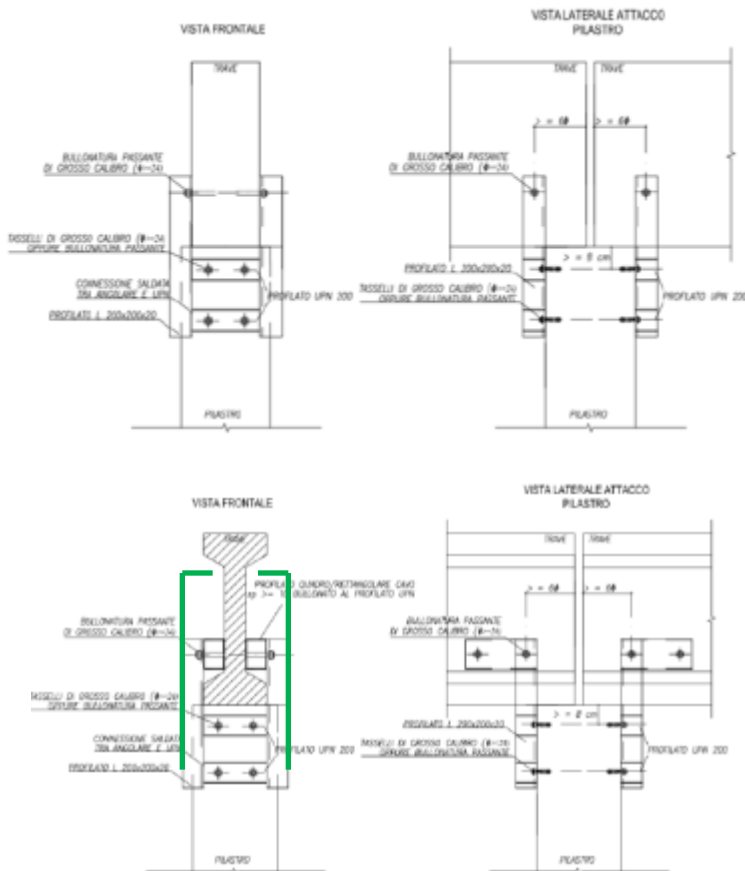 VISTA FRONTALE
TRAVE
BULLONATURA PASSANTE
DI GROSSO CALIBRO (Φ~24)
TASSELLI DI GROSSO CALIBRO (Φ~24)
OPPURE BULLONATURA PASSANTE
CONNESSIONE SALDATA
TRA ANGOLARE E UPN
PROFILATO L 200x200x20
PROFILATO UPN 200
PILASTRO
VISTA LATERALE ATTACCO
PILASTRO
TRAVE TRAVE
> = 6Φ > = 6Φ
BULLONATURA PASSANTE
DI GROSSO CALIBRO (Φ~24)
> = 8 cm
PROFILATO L 200x200x20
TASSELLI DI GROSSO CALIBRO (Φ~24)
OPPURE BULLONATURA PASSANTE
PROFILATO UPN 200
PILASTRO
VISTA FRONTALE
TRAVE
PROFILATO QUADRO/RETTANGOLARE CAVO
sp >= 10 BULLONATO AL PROFILATO UPN
BULLONATURA PASSANTE
DI GROSSO CALIBRO (Φ~24)
TASSELLI DI GROSSO CALIBRO (Φ~24)
OPPURE BULLONATURA PASSANTE
CONNESSIONE SALDATA
TRA ANGOLARE E UPN
PROFILATO L 200x200x20
PROFILATO UPN 200
PILASTRO
VISTA LATERALE ATTACCO
PILASTRO
TRAVE TRAVE
> = 6Φ > = 6Φ
BULLONATURA PASSANTE
DI GROSSO CALIBRO (Φ~24)
> = 8 cm
PROFILATO L 200x200x20
TASSELLI DI GROSSO CALIBRO (Φ~24)
OPPURE BULLONATURA PASSANTE
PROFILATO UPN 200
PILASTRO